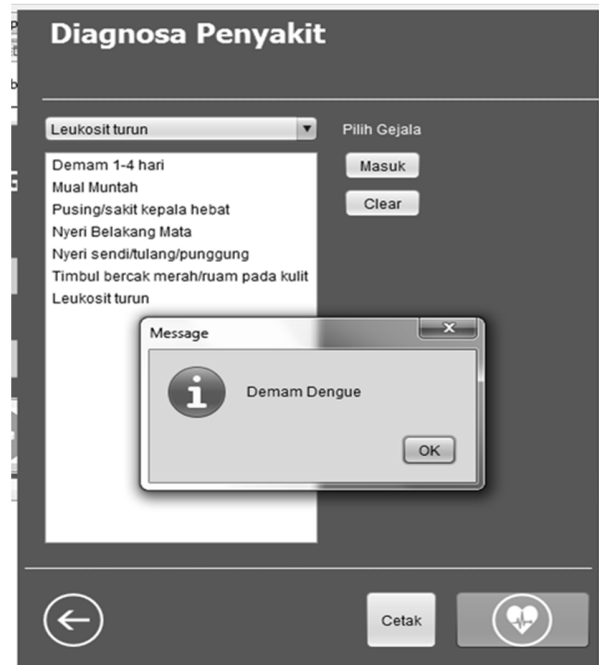 Diagnosa Penyakit
Leukosit turun
Pilih Gejala
Masuk
Clear
Demam 1-4 hari
Mual Muntah
Pusing/sakit kepala hebat
Nyeri Belakang Mata
Nyeri sendi/tulang/punggung
Timbul bercak merah/ruam pada kulit
Leukosit turun
Message
Demam Dengue
OK
Cetak